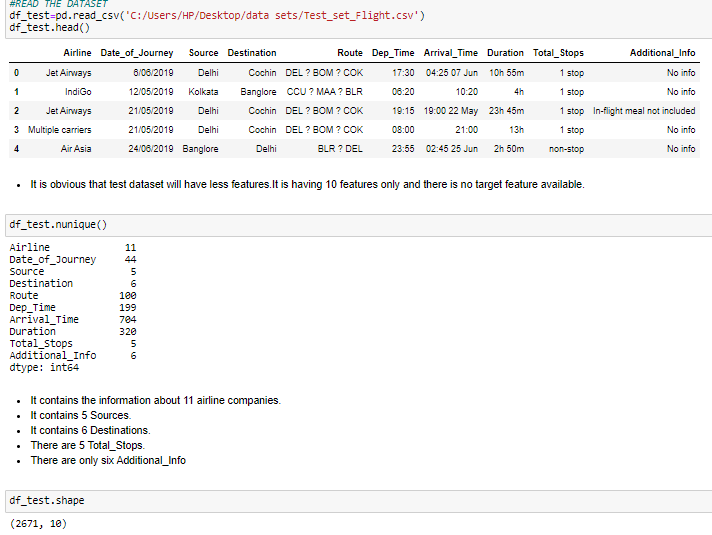 #READ THE DATASET
df_test=pd.read_csv('C:/Users/HP/Desktop/data sets/Test_set_Flight.csv')
df_test.head()
Airline Date_of_Journey Source Destination Route Dep_Time Arrival_Time Duration Total_Stops Additional_Info
0 Jet Airways 6/06/2019 Delhi Cochin DEL ? BOM ? COK 17:30 04:25 07 Jun 10h 55m 1 stop No info
1 IndiGo 12/05/2019 Kolkata Banglore CCU ? MAA ? BLR 06:20 10:20 4h 1 stop No info
2 Jet Airways 21/05/2019 Delhi Cochin DEL ? BOM ? COK 19:15 19:00 22 May 23h 45m 1 stop In-flight meal not included
3 Multiple carriers 21/05/2019 Delhi Cochin DEL ? BOM ? COK 08:00 21:00 13h 1 stop No info
4 Air Asia 24/06/2019 Banglore Delhi BLR ? DEL 23:55 02:45 25 Jun 2h 50m non-stop No info
• It is obvious that test dataset will have less features.It is having 10 features only and there is no target feature available.
df_test.nunique()
Airline 11
Date_of_Journey 44
Source 5
Destination 6
Route 100
Dep_Time 199
Arrival_Time 704
Duration 320
Total_Stops 5
Additional_Info 6
dtype: int64
• It contains the information about 11 airline companies.
• It contains 5 Sources.
• It contains 6 Destinations.
• There are 5 Total_Stops.
• There are only six Additional_Info
df_test.shape
(2671, 10)